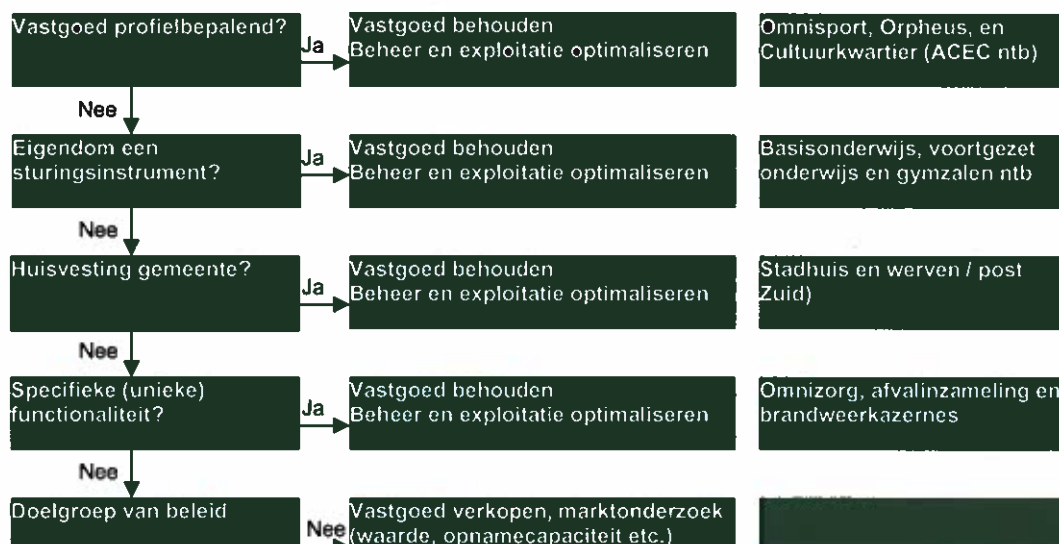 Vastgoed profielbepalend?
Ja
Vastgoed behouden
Beheer en exploitatie optimaliseren
Omnisport, Orpheus, en
Cultuurkwartier (ACEC ntb)
Nee
Eigendom een
sturingsinstrument?
Ja
Vastgoed behouden
Beheer en exploitatie optimaliseren
Basisonderwijs, voortgezet
onderwijs en gymzalen ntb
Nee
Huisvesting gemeente?
Ja
Vastgoed behouden
Beheer en exploitatie optimaliseren
Stadhuis en werven / post
Zuid)
Nee
Specifieke (unieke)
functionaliteit?
Ja
Vastgoed behouden
Beheer en exploitatie optimaliseren
Omnizorg, afvalinzameling en
brandweerkazernes
Nee
Doelgroep van beleid
Nee
Vastgoed verkopen, marktonderzoek
(waarde, opnamecapaciteit etc.)